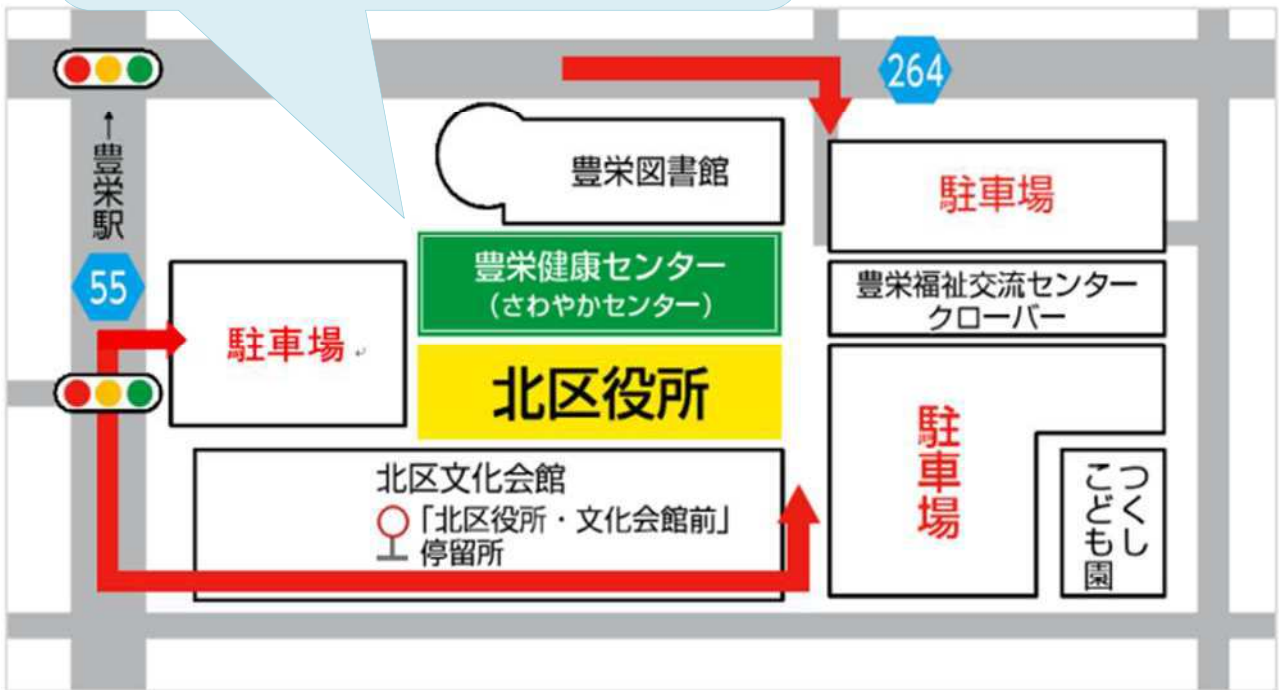 264
↑豊栄駅
豊栄図書館
駐車場
豊栄健康センター
(さわやかセンター)
55
豊栄福祉交流センター
クローバー
駐車場
北区役所
駐車場
北区文化会館
「北区役所・文化会館前」
停留所
つくし
こども園